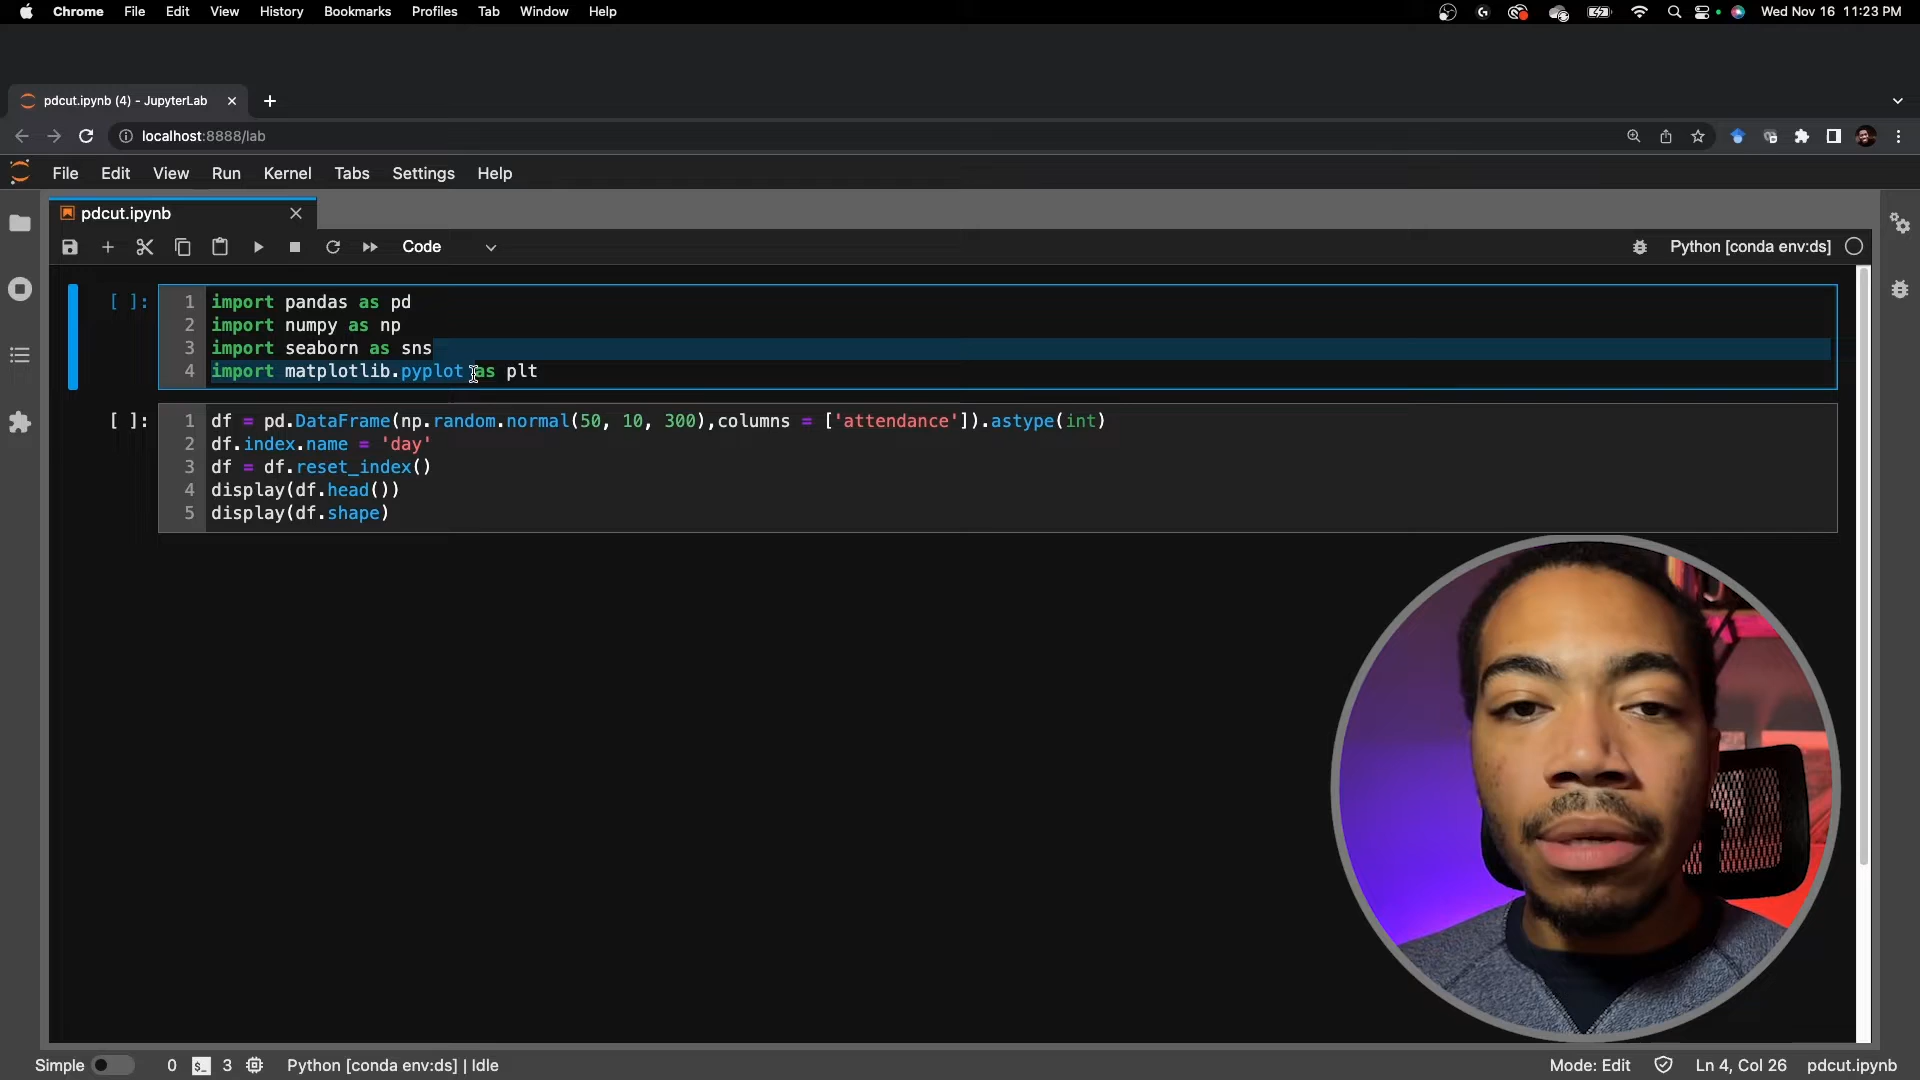 Chrome File Edit View History Bookmarks Profiles Tab Window Help Wed Nov 16 11:23 PM
pdcut.ipynb (4) - JupyterLab
localhost:8888/lab
File Edit View Run Kernel Tabs Settings Help
pdcut.ipynb
Code Python [conda env:ds]
[ ]: 1 import pandas as pd
2 import numpy as np
3 import seaborn as sns
4 import matplotlib.pyplot as plt
[ ]: 1 df = pd.DataFrame(np.random.normal(50, 10, 300),columns = ['attendance']).astype(int)
2 df.index.name = 'day'
3 df = df.reset_index()
4 display(df.head())
5 display(df.shape)
Simple 0 $_ 3 Python [conda env:ds] | Idle Mode: Edit Ln 4, Col 26 pdcut.ipynb